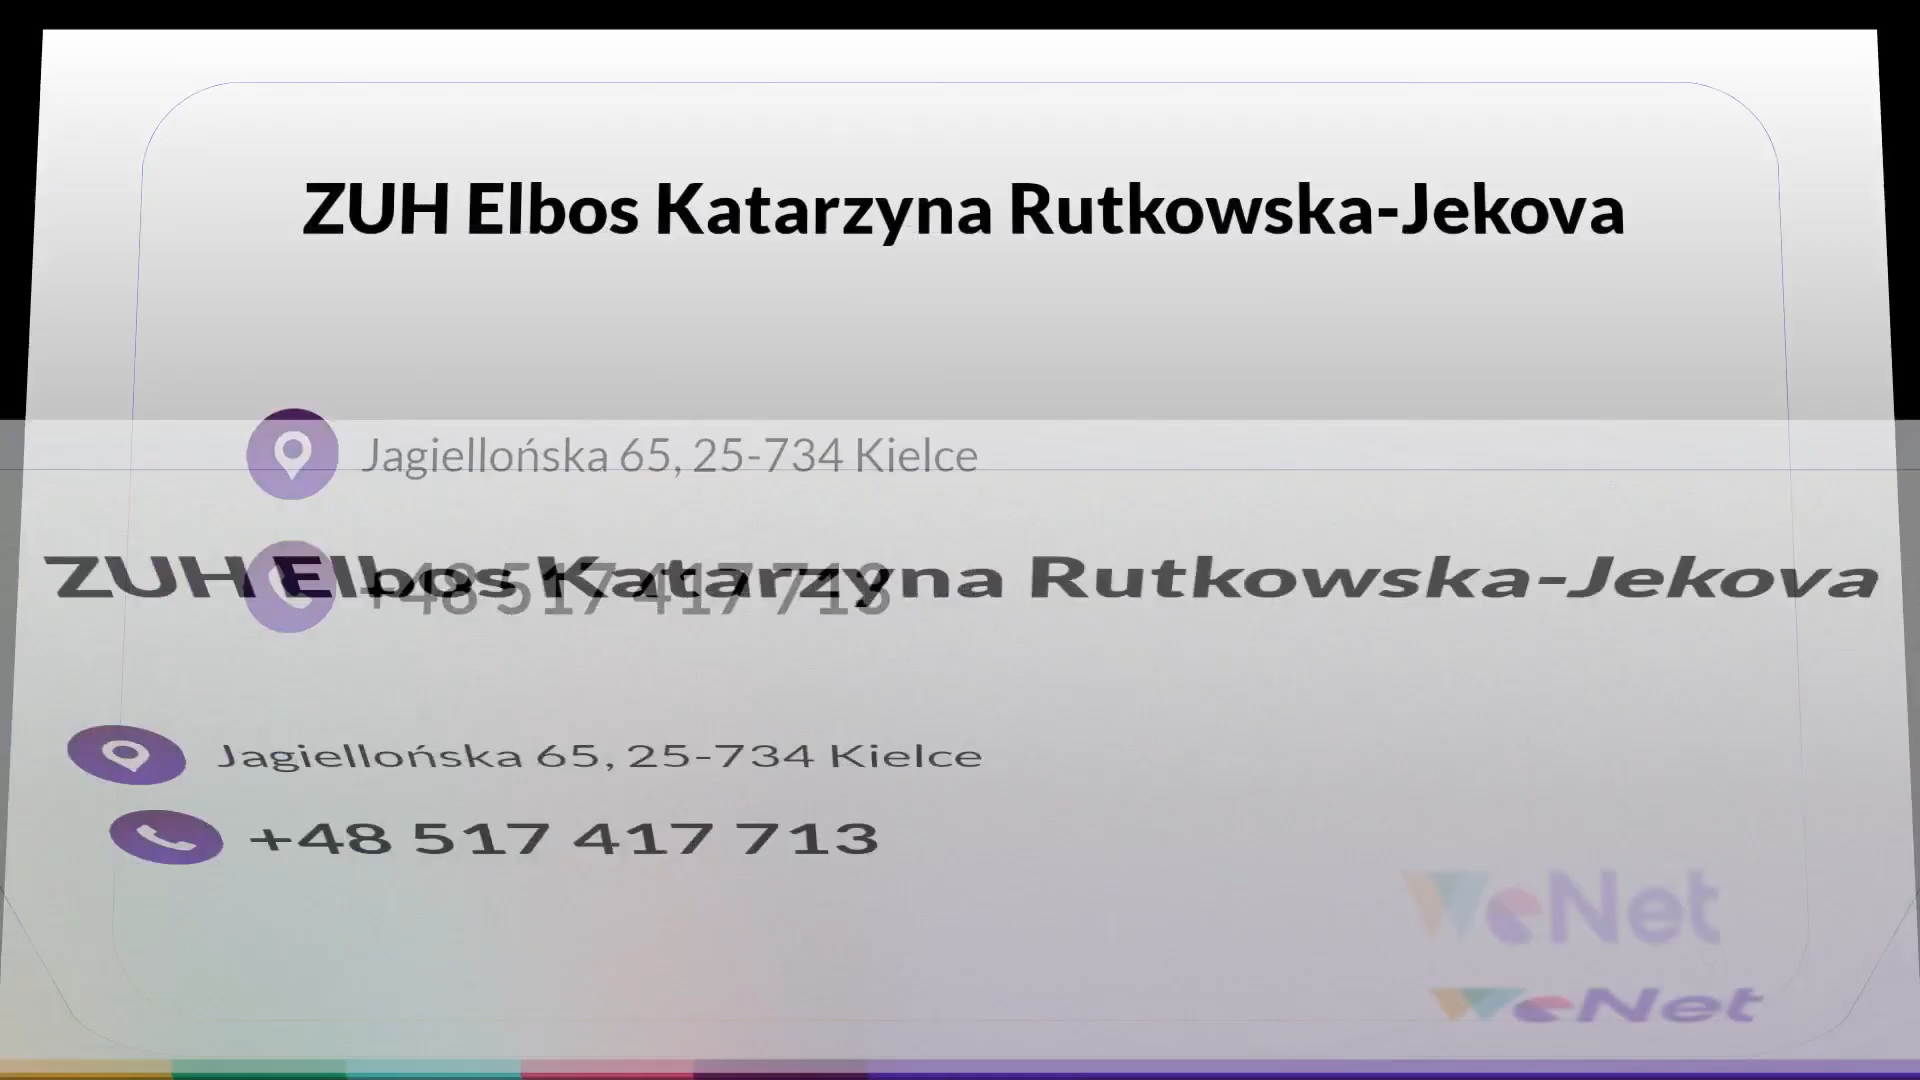 ZUH Elbos Katarzyna Rutkowska-Jekova
Jagiellońska 65, 25-734 Kielce
+48 517 417 713
ZUH Elbos Katarzyna Rutkowska-Jekova
Jagiellońska 65, 25-734 Kielce
+48 517 417 713
WeNet
WeNet